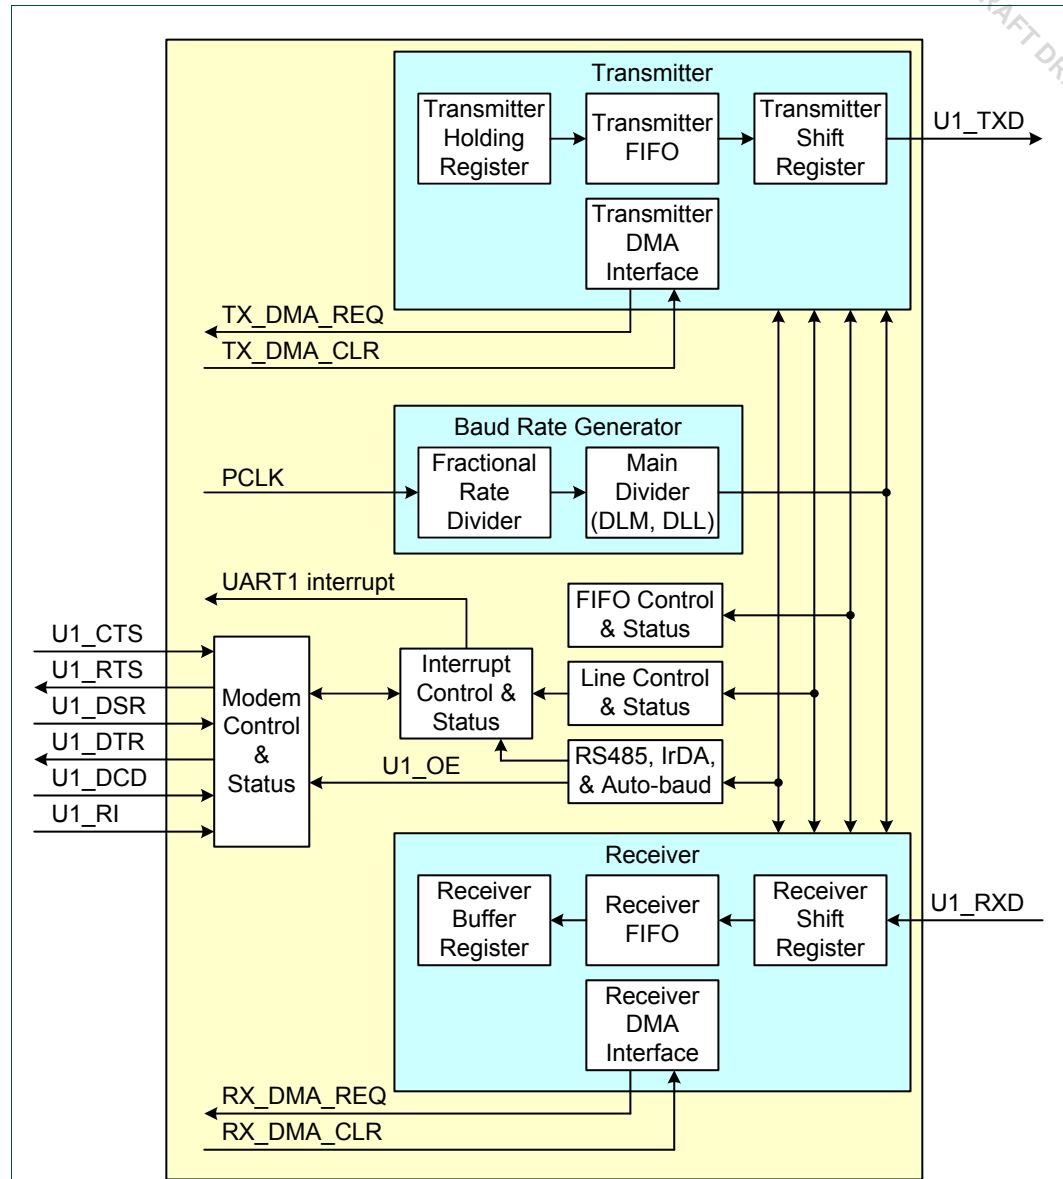 RAFT DR
Transmitter
Transmitter
Holding
Register
Transmitter
FIFO
Transmitter
Shift
Register
U1_TXD
Transmitter
DMA
Interface
TX_DMA_REQ
TX_DMA_CLR
Baud Rate Generator
PCLK
Fractional
Rate
Divider
Main
Divider
(DLM, DLL)
UART1 interrupt
FIFO Control
& Status
U1_CTS
U1_RTS
U1_DSR
U1_DTR
U1_DCD
U1_RI
Modem
Control
&
Status
Interrupt
Control &
Status
Line Control
& Status
U1_OE
RS485, IrDA,
& Auto-baud
Receiver
Receiver
Buffer
Register
Receiver
FIFO
Receiver
Shift
Register
U1_RXD
Receiver
DMA
Interface
RX_DMA_REQ
RX_DMA_CLR